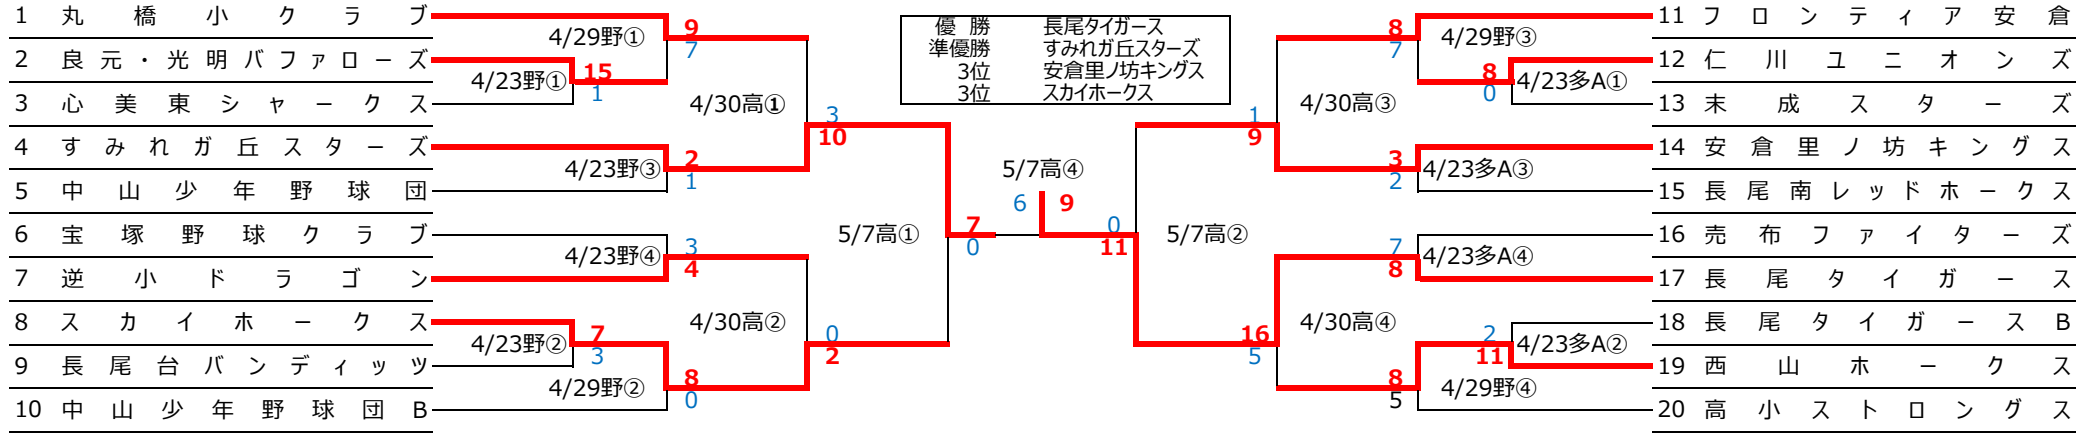 1 丸橋小クラブ
2 良元・光明バファローズ
3 心美東シャークス
4 すみれガ丘スターズ
5 中山少年野球団
6 宝塚野球クラブ
7 逆小ドラゴン
8 スカイホークス
9 長尾台バンディッツ
10 中山少年野球団B
4/29野①
9
7
4/23野①
15
1
4/30高①
3
10
4/23野③
2
1
4/23野④
3
4
5/7高①
7
0
4/30高②
0
2
4/23野②
7
3
4/29野②
8
0
優勝 長尾タイガース
準優勝 すみれガ丘スターズ
3位 安倉里ノ坊キングス
3位 スカイホークス
5/7高④
6 9
8
7
4/29野③
8
0
4/23多A①
4/30高③
1
9
3
2
4/23多A③
0
11
5/7高②
7
8
4/23多A④
16
5
4/30高④
2
11
4/23多A②
8
5
4/29野④
11 フロンティア安倉
12 仁川ユニオンズ
13 末成スターズ
14 安倉里ノ坊キングス
15 長尾南レッドホークス
16 売布ファイターズ
17 長尾タイガース
18 長尾タイガースB
19 西山ホークス
20 高小ストロングス